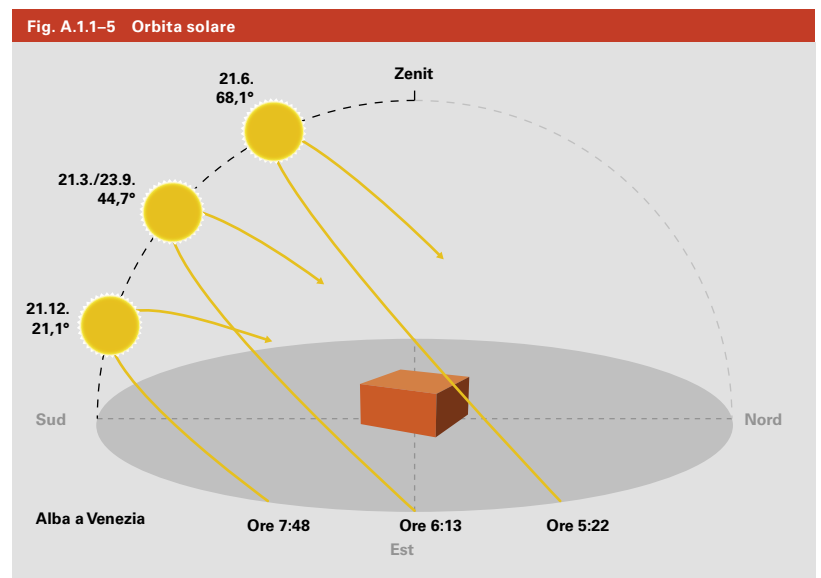 Fig. A.1.1–5 Orbita solare
Zenit
21.6.
68,1°
21.3./23.9.
44,7°
21.12.
21,1°
Sud
Nord
Alba a Venezia
Ore 7:48
Ore 6:13
Ore 5:22
Est